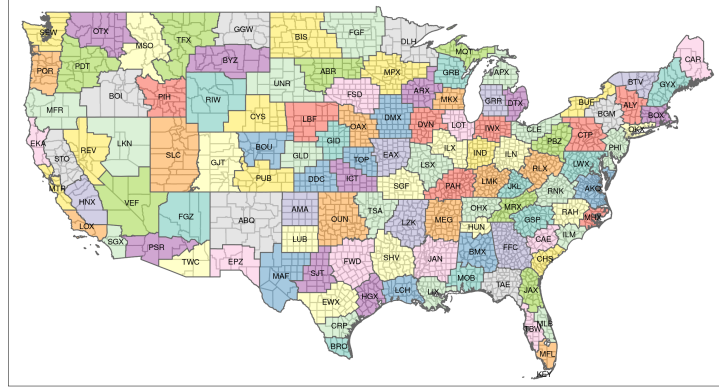 SEW
OTX
MSO
TFX
GGW
BIS
FGF
DLH
MQT
APX
CAR
PQR
PDT
BYZ
ABR
MPX
GRB
GRR
DTX
BTV
GYX
BOI
PIH
RIW
UNR
FSD
ARX
MKX
BUF
BGM
ALY
BOX
MFR
CYS
LBF
OAX
DMX
DVN
LOT
IWX
CLE
PBZ
CTP
OKX
EKA
STO
REV
LKN
SLC
GJT
BOU
GLD
GID
TOP
EAX
LSX
ILX
IND
ILN
RLX
LWX
PHI
MTR
HNX
VEF
PUB
DDC
ICT
SGF
PAH
LMK
JKL
RNK
AKQ
LOX
SGX
PSR
FGZ
ABQ
AMA
OUN
TSA
LZK
MEG
OHX
HUN
MRX
GSP
RAH
MHX
TWC
EPZ
LUB
MAF
SJT
FWD
SHV
JAN
BMX
FFC
CAE
ILM
CHS
EWX
HGX
LCH
LIX
MOB
TAE
JAX
CRP
BRO
TBW
MLB
MFL
KEY